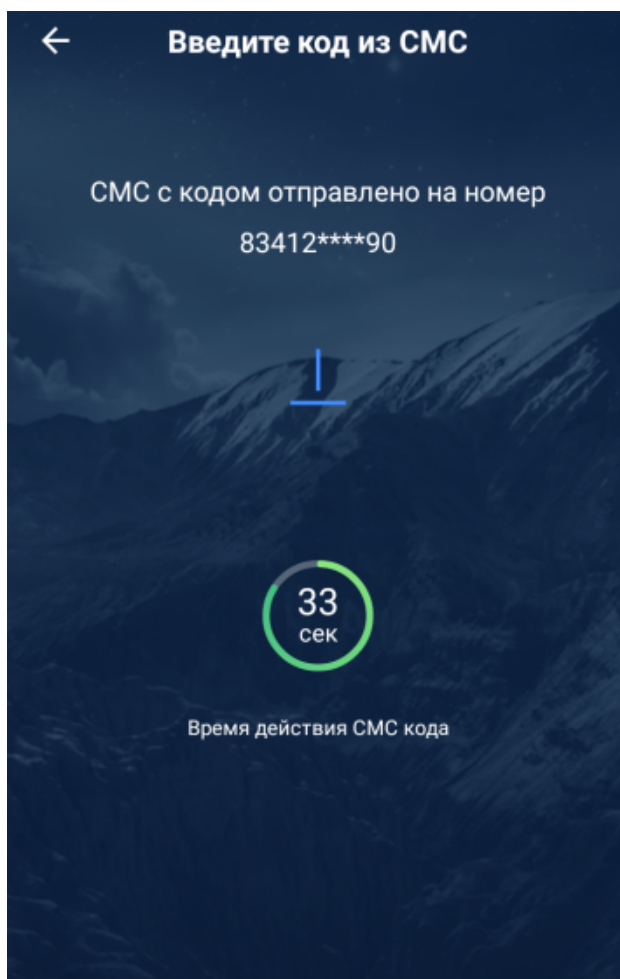 Введите код из СМС
СМС с кодом отправлено на номер
83412****90
33
сек
Время действия СМС кода